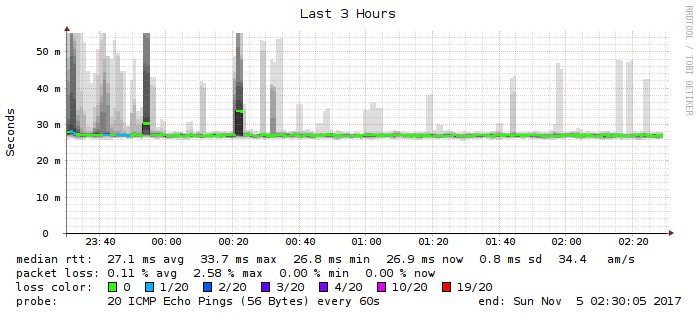 Last 3 Hours
RRDTOOL / TOBI OETIKER
Seconds
50 m
40 m
30 m
20 m
10 m
0
23:40 00:00 00:20 00:40 01:00 01:20 01:40 02:00 02:20
median rtt: 27.1 ms avg 33.7 ms max 26.8 ms min 26.9 ms now 0.8 ms sd 34.4 am/s
packet loss: 0.11 % avg 2.58 % max 0.00 % min 0.00 % now
loss color: 0 1/20 2/20 3/20 4/20 10/20 19/20
probe: 20 ICMP Echo Pings (56 Bytes) every 60s end: Sun Nov 5 02:30:05 2017